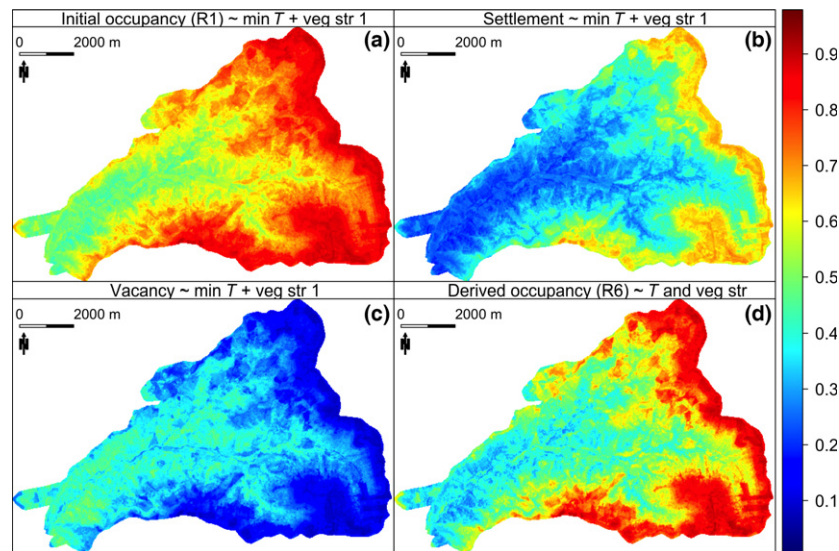 Initial occupancy (R1) ~ min T + veg str 1
Settlement ~ min T + veg str 1
0 2000 m
(a)
N
0 2000 m
(b)
N
Vacancy ~ min T + veg str 1
Derived occupancy (R6) ~ T and veg str
0 2000 m
(c)
N
0 2000 m
(d)
N
0.9
0.8
0.7
0.6
0.5
0.4
0.3
0.2
0.1